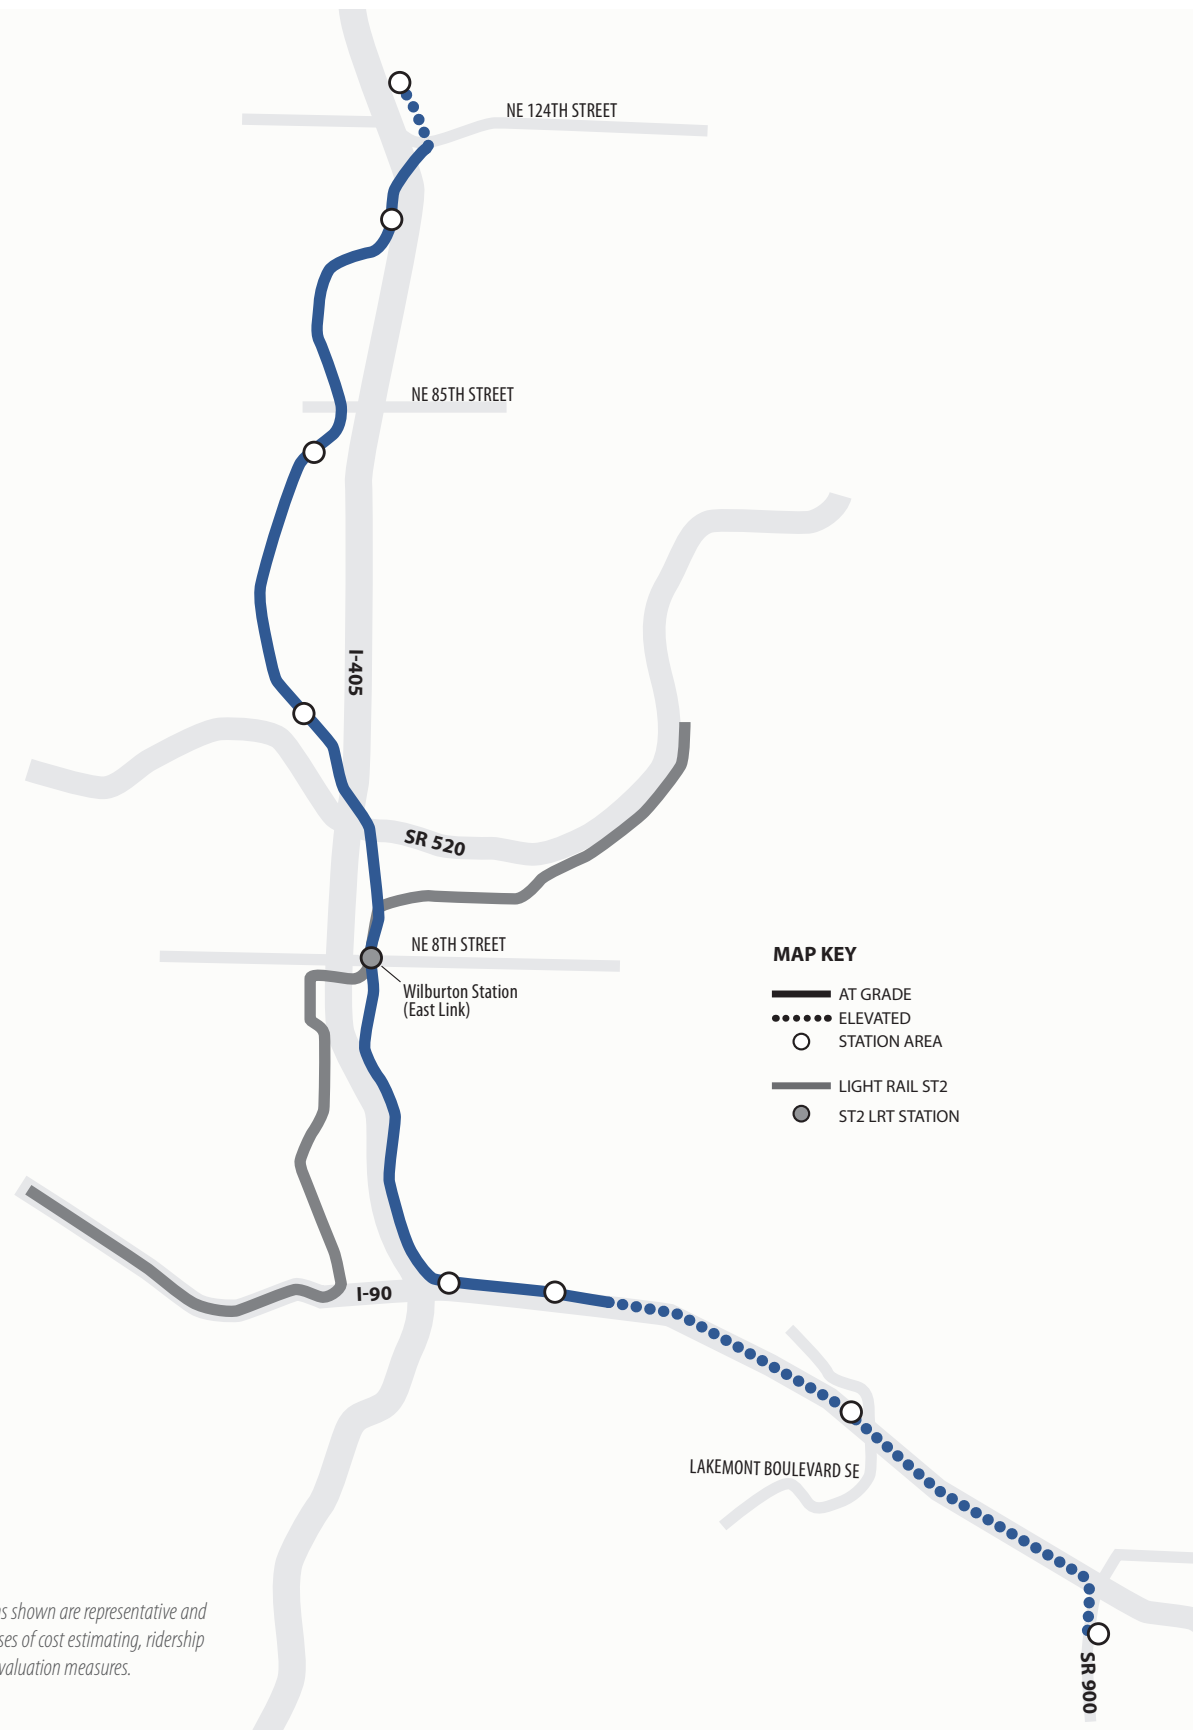 NE 124TH STREET
NE 85TH STREET
I-405
SR 520
NE 8TH STREET
Wilburton Station
(East Link)
MAP KEY
AT GRADE
ELEVATED
STATION AREA
LIGHT RAIL ST2
ST2 LRT STATION
I-90
LAKEMONT BOULEVARD SE
shown are representative and
of cost estimating, ridership
measures.
SR 900